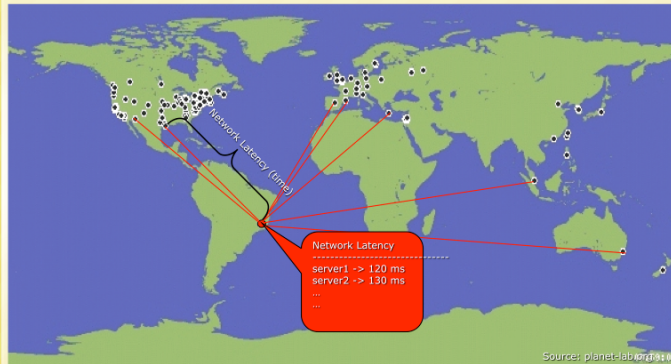 Network Latency (time)
Network Latency
--------------------------------
server1 -> 120 ms
server2 -> 130 ms
...
...
Source: planet-lab.org